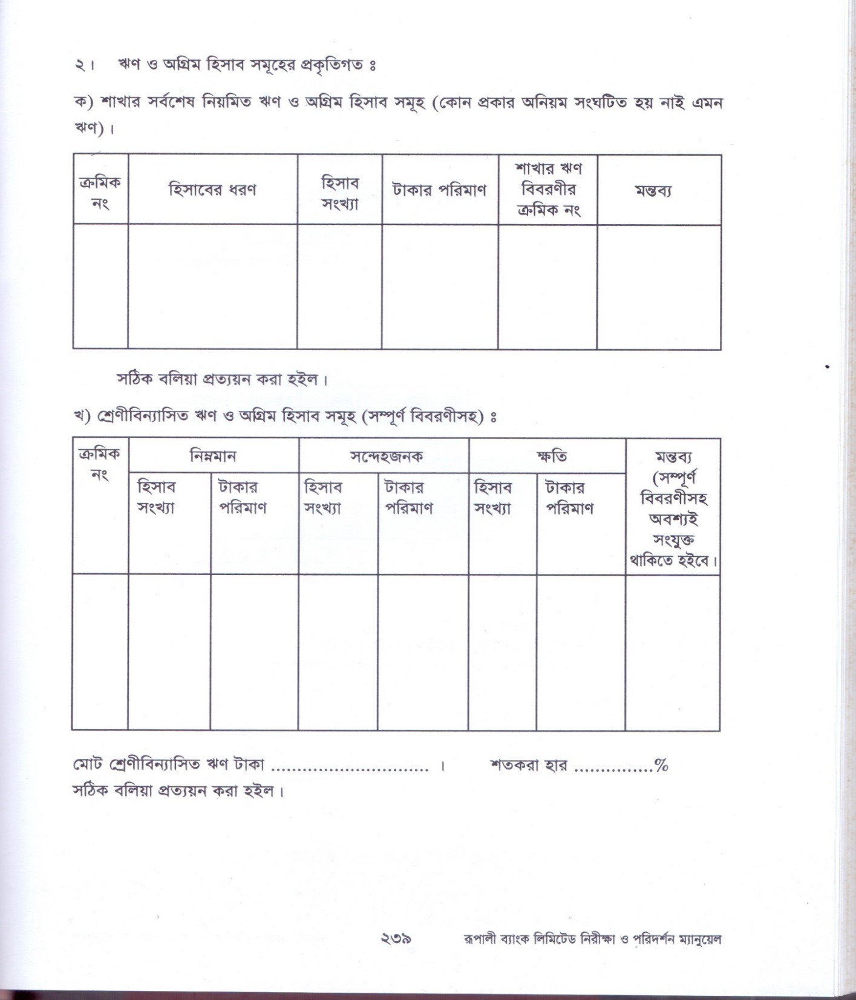 ২। ঋণ ও অগ্রিম হিসাব সমূহের প্রকৃতিগত ঃ
ক) শাখার সর্বশেষ নিয়মিত ঋণ ও অগ্রিম হিসাব সমূহ (কোন প্রকার অনিয়ম সংঘটিত হয় নাই এমন
ঋণ)।
ক্রমিক নং হিসাবের ধরণ হিসাব সংখ্যা টাকার পরিমাণ শাখার ঋণ বিবরণীর ক্রমিক নং মন্তব্য
সঠিক বলিয়া প্রত্যয়ন করা হইল।
খ) শ্রেণীবিন্যাসিত ঋণ ও অগ্রিম হিসাব সমূহ (সম্পূর্ণ বিবরণীসহ) ঃ
ক্রমিক নং নিম্নমান সন্দেহজনক ক্ষতি মন্তব্য (সম্পূর্ণ বিবরণীসহ অবশ্যই সংযুক্ত থাকিতে হইবে।
হিসাব সংখ্যা টাকার পরিমাণ হিসাব সংখ্যা টাকার পরিমাণ হিসাব সংখ্যা টাকার পরিমাণ
মোট শ্রেণীবিন্যাসিত ঋণ টাকা .............................. । শতকরা হার ...............%
সঠিক বলিয়া প্রত্যয়ন করা হইল।
২৩৯ রূপালী ব্যাংক লিমিটেড নিরীক্ষা ও পরিদর্শন ম্যানুয়েল